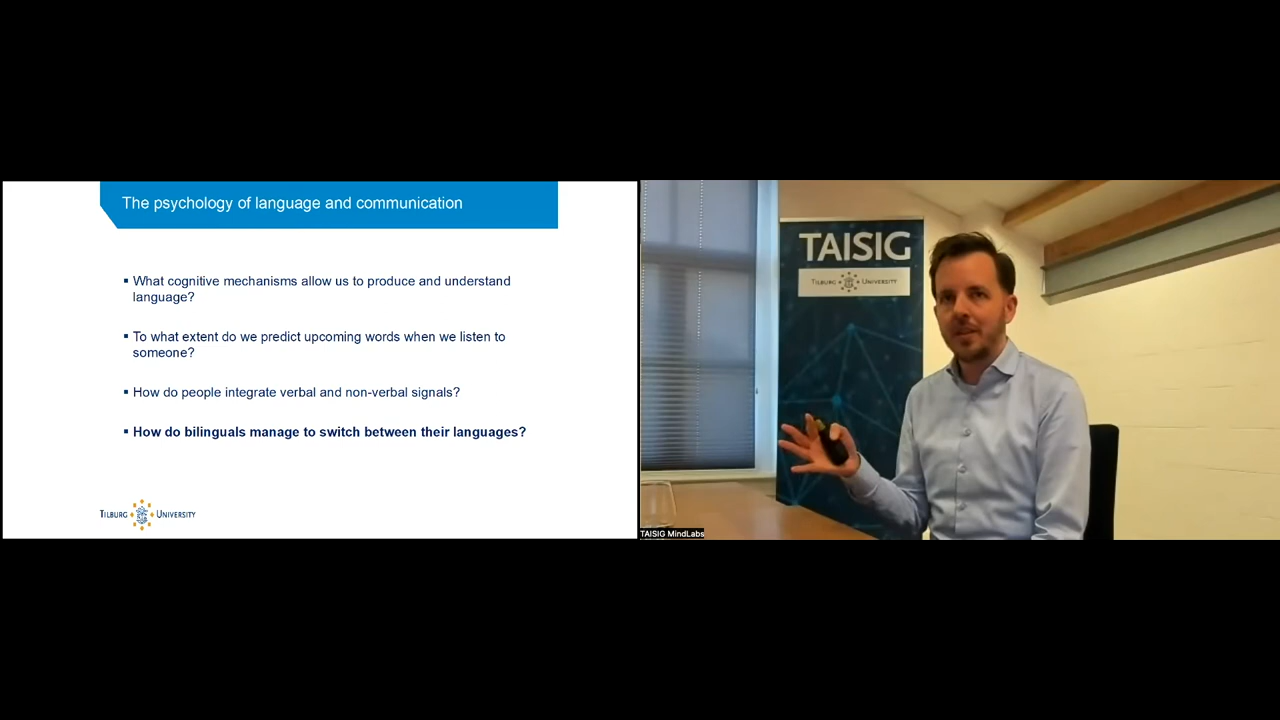 The psychology of language and communication
▪ What cognitive mechanisms allow us to produce and understand
language?
▪ To what extent do we predict upcoming words when we listen to
someone?
▪ How do people integrate verbal and non-verbal signals?
▪ How do bilinguals manage to switch between their languages?
TILBURG UNIVERSITY
TAISIG
TILBURG UNIVERSITY
TAISIG MindLabs